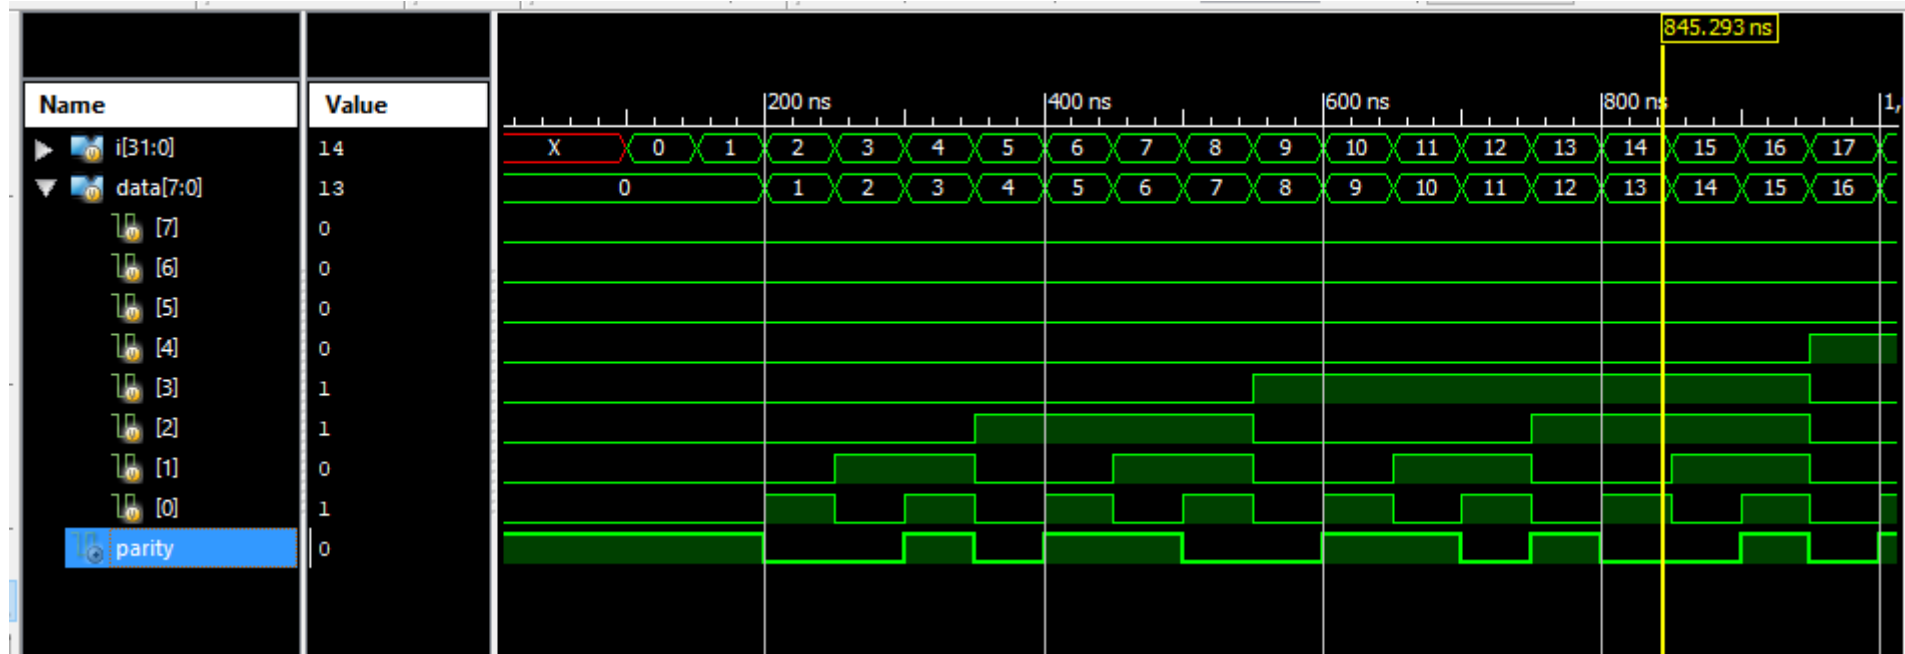 845.293 ns
Name Value 200 ns 400 ns 600 ns 800 ns 1,
i[31:0] 14 X 0 1 2 3 4 5 6 7 8 9 10 11 12 13 14 15 16 17
data[7:0] 13 0 1 2 3 4 5 6 7 8 9 10 11 12 13 14 15 16
[7] 0
[6] 0
[5] 0
[4] 0
[3] 1
[2] 1
[1] 0
[0] 1
parity 0